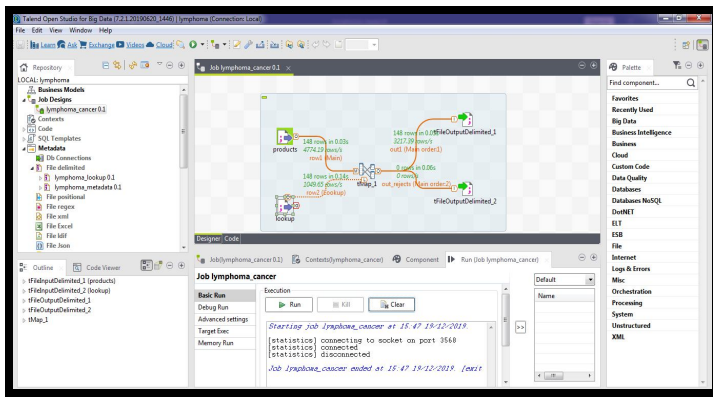 Talend Open Studio for Big Data (7.2.1.20190620_1446) | lymphoma (Connection: Local)
File Edit View Window Help
Learn Ask Exchange Videos Cloud
Repository
LOCAL: lymphoma
Business Models
Job Designs
lymphoma_cancer 0.1
Contexts
Code
SQL Templates
Metadata
Db Connections
File delimited
lymphoma_lookup 0.1
lymphoma_metadata 0.1
File positional
File regex
File xml
File Excel
File ldif
File Json
Outline Code Viewer
tFileInputDelimited_1 (products)
tFileInputDelimited_2 (lookup)
tFileOutputDelimited_1
tFileOutputDelimited_2
tMap_1
Job lymphoma_cancer 0.1
products
148 rows in 0.03s
4774.19 rows/s
row1 (Main)
148 rows in 0.14s
1049.65 rows/s
row2 (Lookup)
lookup
tMap_1
148 rows in 0.05s
3217.39 rows/s
out1 (Main order:1)
tFileOutputDelimited_1
0 rows in 0.06s
0 rows/s
out_rejects (Main order:2)
tFileOutputDelimited_2
Designer Code
Job(lymphoma_cancer 0.1) Contexts(lymphoma_cancer) Component Run (Job lymphoma_cancer)
Job lymphoma_cancer
Basic Run
Debug Run
Advanced settings
Target Exec
Memory Run
Execution
Run Kill Clear
Starting job lymphoma_cancer at 15:47 19/12/2019.
[statistics] connecting to socket on port 3568
[statistics] connected
[statistics] disconnected
Job lymphoma_cancer ended at 15:47 19/12/2019. [exit
>>
Default
Name
Palette
Find component...
Favorites
Recently Used
Big Data
Business Intelligence
Business
Cloud
Custom Code
Data Quality
Databases
Databases NoSQL
DotNET
ELT
ESB
File
Internet
Logs & Errors
Misc
Orchestration
Processing
System
Unstructured
XML